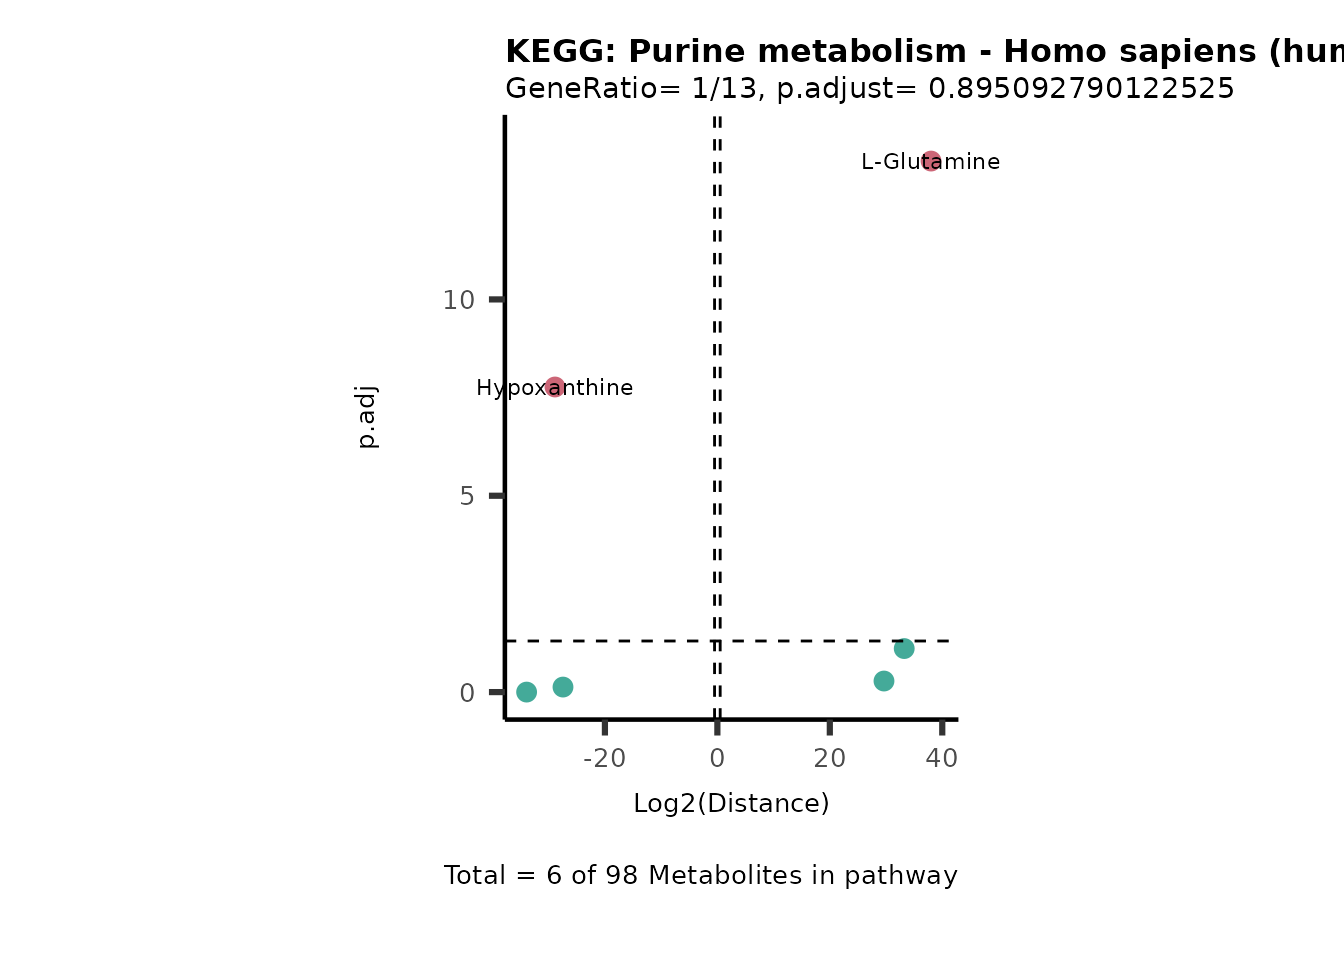 KEGG: Purine metabolism - Homo sapiens (hum
GeneRatio= 1/13, p.adjust= 0.895092790122525
L-Glutamine
10
Hypoxanthine
p.adj
5
0
-20 0 20 40
Log2(Distance)
Total = 6 of 98 Metabolites in pathway